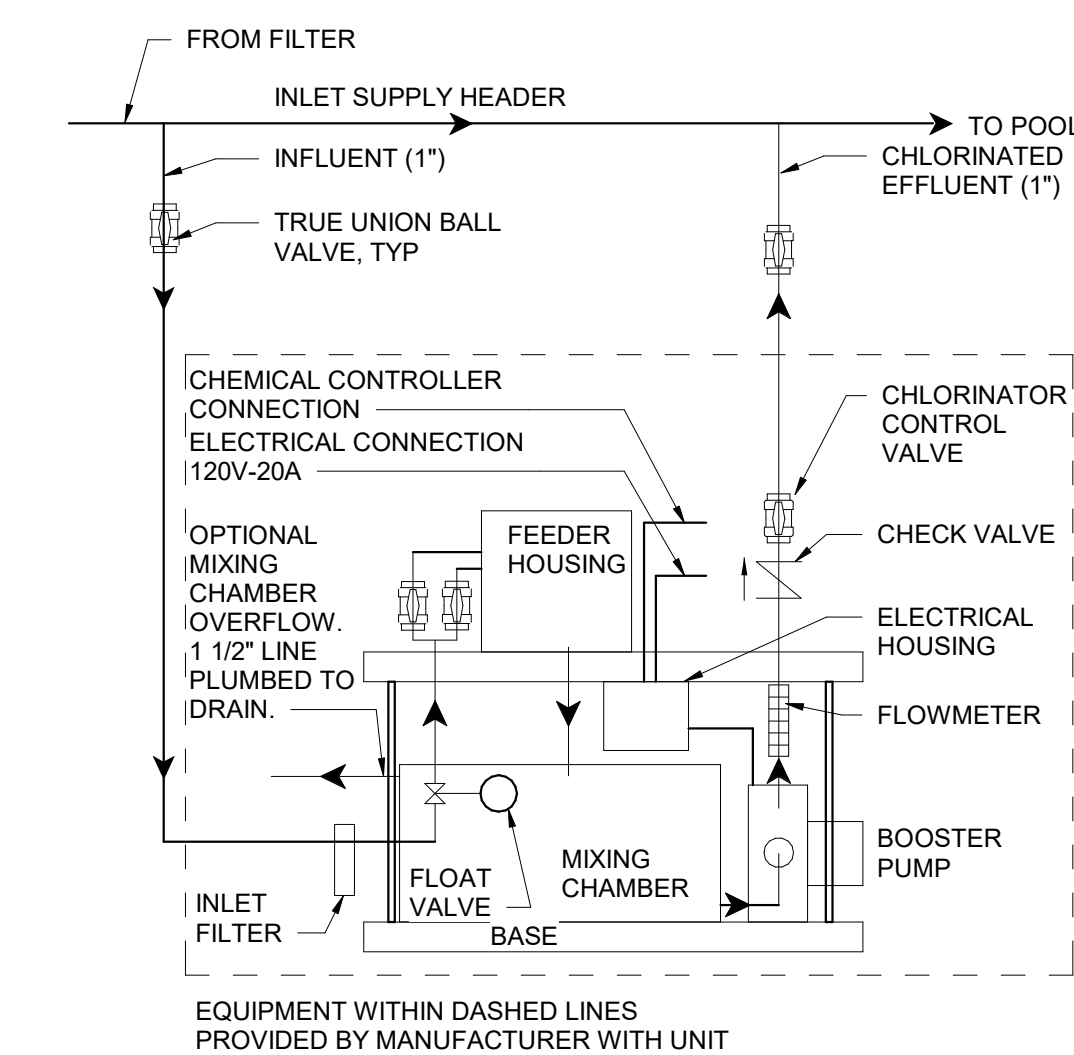 FROM FILTER
INLET SUPPLY HEADER
TO POOL
INFLUENT (1")
CHLORINATED
EFFLUENT (1")
TRUE UNION BALL
VALVE, TYP
CHEMICAL CONTROLLER
CONNECTION
ELECTRICAL CONNECTION
120V-20A
CHLORINATOR
CONTROL
VALVE
OPTIONAL
MIXING
CHAMBER
OVERFLOW.
1 1/2" LINE
PLUMBED TO
DRAIN.
FEEDER
HOUSING
CHECK VALVE
ELECTRICAL
HOUSING
FLOWMETER
BOOSTER
PUMP
MIXING
CHAMBER
FLOAT
VALVE
INLET
FILTER
BASE
EQUIPMENT WITHIN DASHED LINES
PROVIDED BY MANUFACTURER WITH UNIT